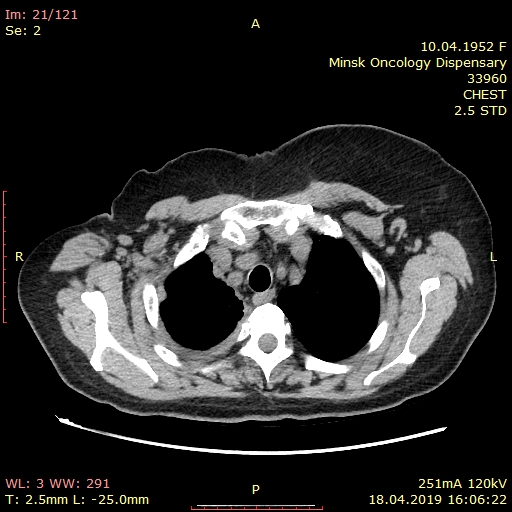 Im: 21/121
Se: 2
A
10.04.1952 F
Minsk Oncology Dispensary
33960
CHEST
2.5 STD
R
L
WL: 3 WW: 291
T: 2.5mm L: -25.0mm
P
251mA 120kV
18.04.2019 16:06:22